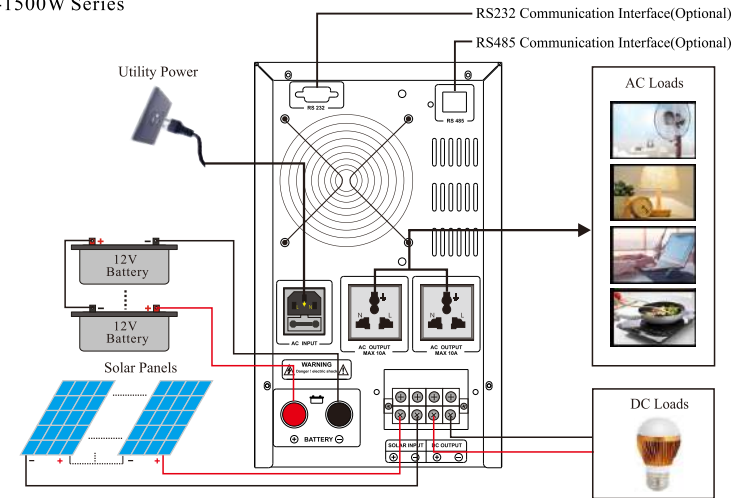 -1500W Series
RS232 Communication Interface(Optional)
RS485 Communication Interface(Optional)
Utility Power
AC Loads
RS 232
RS 485
+ −
12V
Battery
− +
12V
Battery
N L
N L
AC INPUT
AC OUTPUT
MAX 10A
AC OUTPUT
MAX 10A
WARNING
Danger ! electric shock
Solar Panels
DC Loads
+ BATTERY −
SOLAR INPUT
DC OUTPUT
+ − + −
− + − +